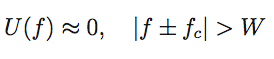 U(f) ≈ 0, |f ± f_c| > W